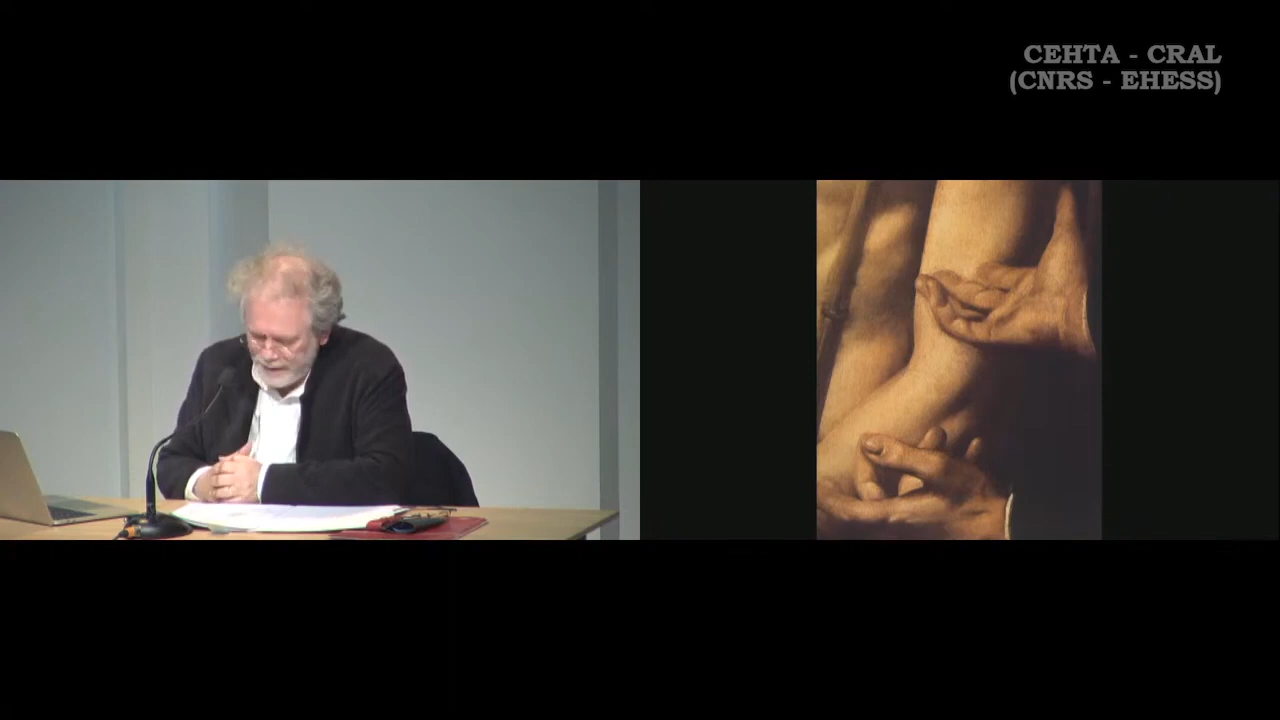 CEHTA - CRAL
(CNRS - EHESS)